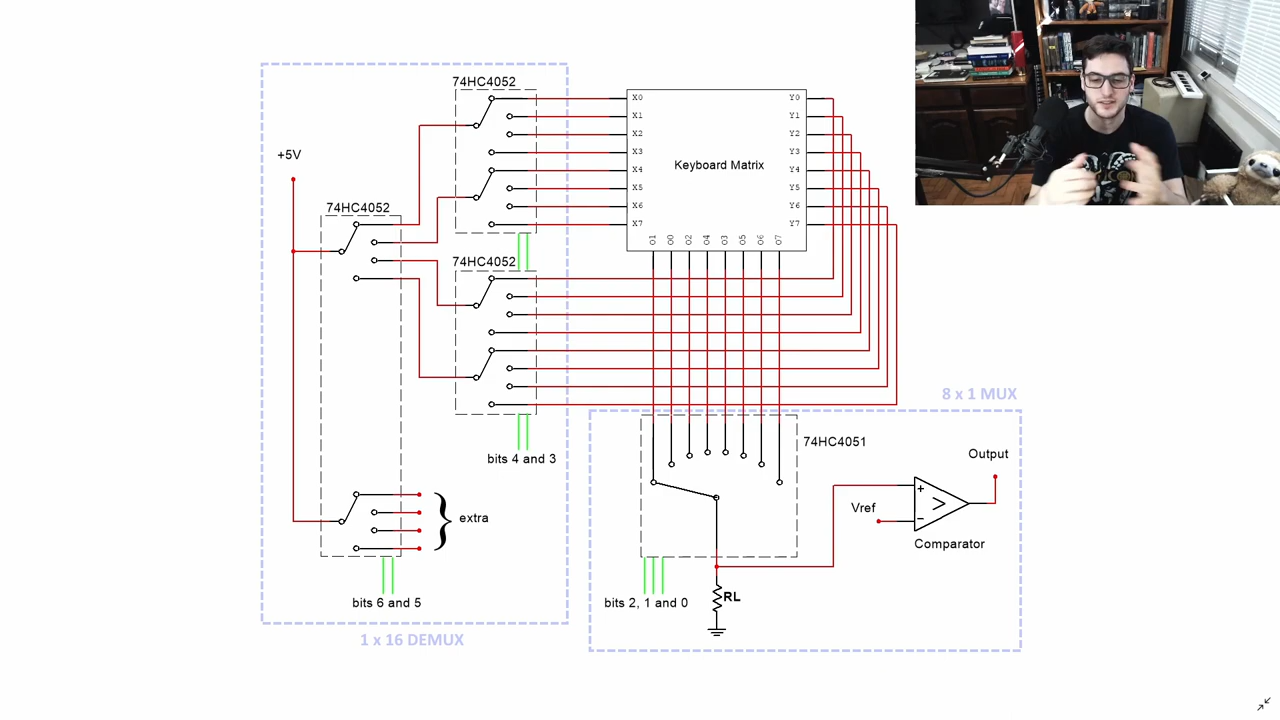 74HC4052
+5V
74HC4052
74HC4052
X0
X1
X2
X3
X4
X5
X6
X7
Keyboard Matrix
Y0
Y1
Y2
Y3
Y4
Y5
Y6
Y7
O1
O0
O2
O4
O3
O5
O6
O7
bits 4 and 3
extra
bits 6 and 5
1 x 16 DEMUX
8 x 1 MUX
74HC4051
Output
Vref
+
−
>
Comparator
bits 2, 1 and 0
RL